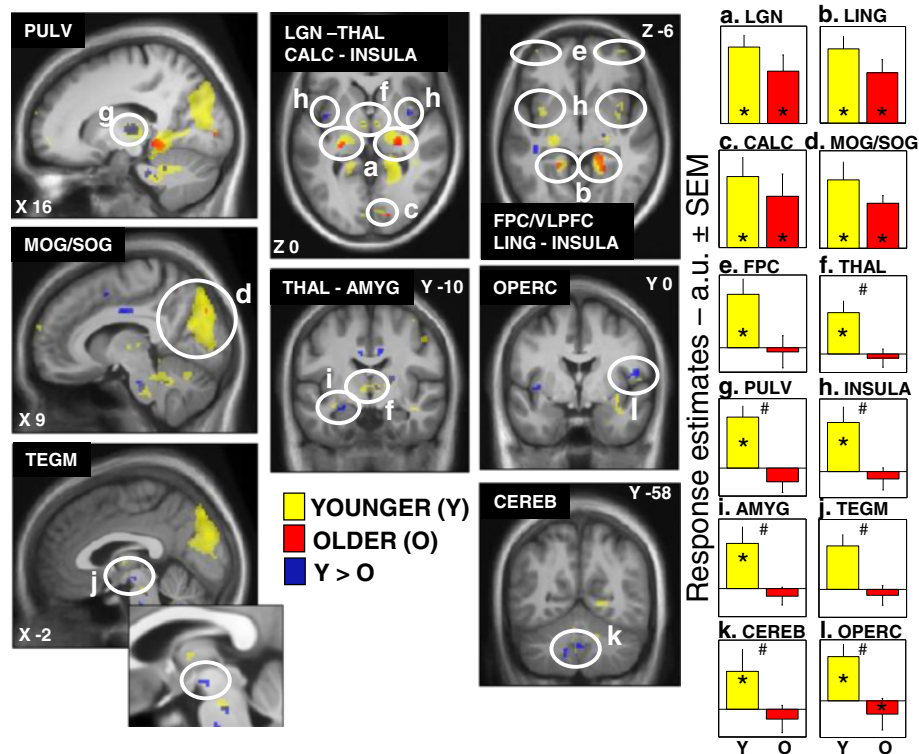 PULV
g
X 16
LGN –THAL
CALC - INSULA
f
h
h
a
c
Z 0
Z -6
e
h
b
FPC/VLPFC
LING - INSULA
MOG/SOG
d
X 9
THAL - AMYG
Y -10
i
f
OPERC
Y 0
l
TEGM
j
X -2
YOUNGER (Y)
OLDER (O)
Y > O
CEREB
Y -58
k
Response estimates – a.u. ± SEM
a. LGN
* *
b. LING
* *
c. CALC
* *
d. MOG/SOG
* *
e. FPC
*
f. THAL
#
*
g. PULV
#
*
h. INSULA
#
*
i. AMYG
#
*
j. TEGM
#
k. CEREB
#
*
l. OPERC
#
* *
Y O
Y O